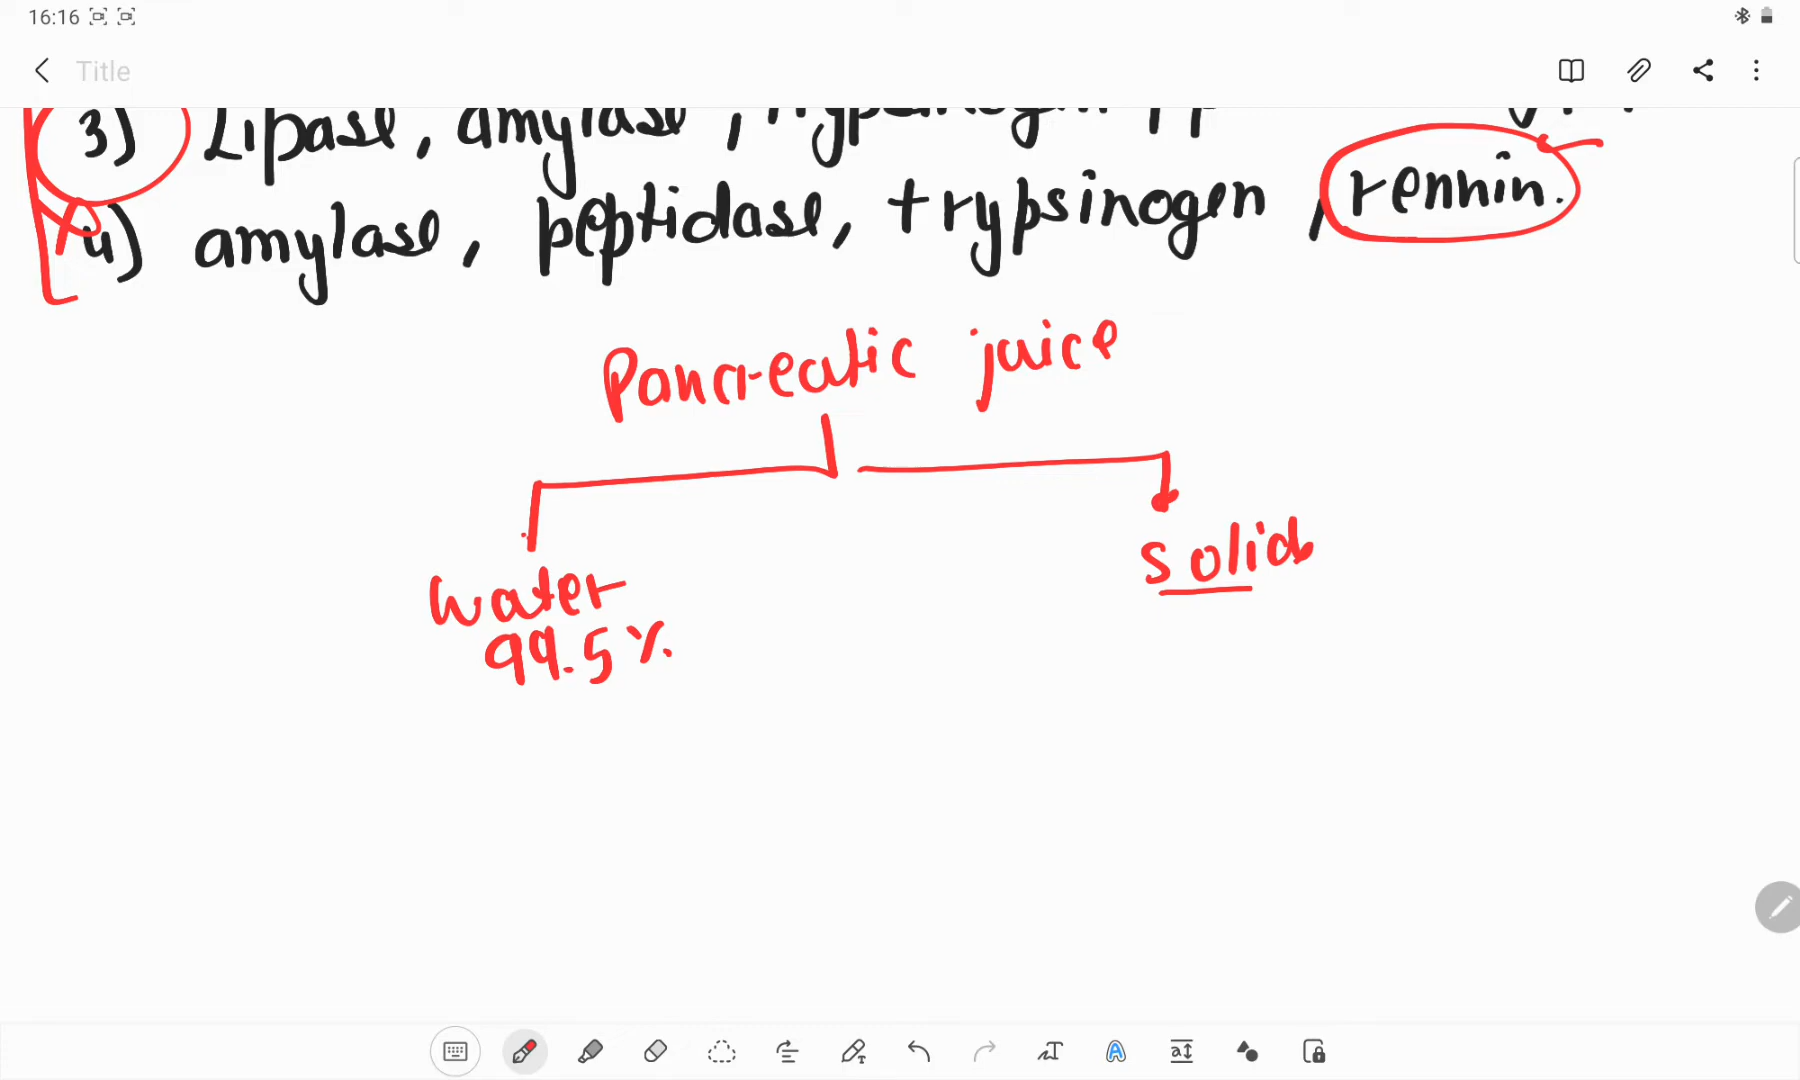 16:16
Title
3) Lipase, amylase,
4) amylase, peptidase, trypsinogen, rennin.
Pancreatic juice
water
99.5%
solid